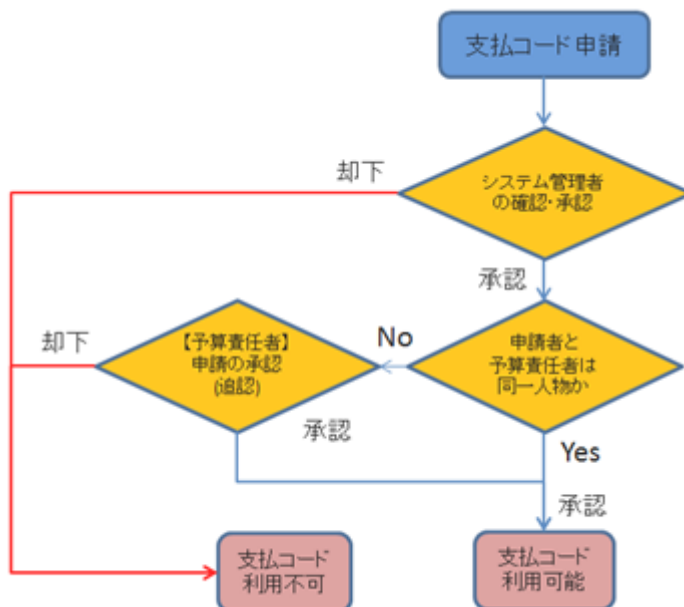 支払コード申請
却下
システム管理者
の確認・承認
承認
却下
【予算責任者】
申請の承認
(追認)
No
申請者と
予算責任者は
同一人物か
承認
Yes
承認
支払コード
利用不可
支払コード
利用可能